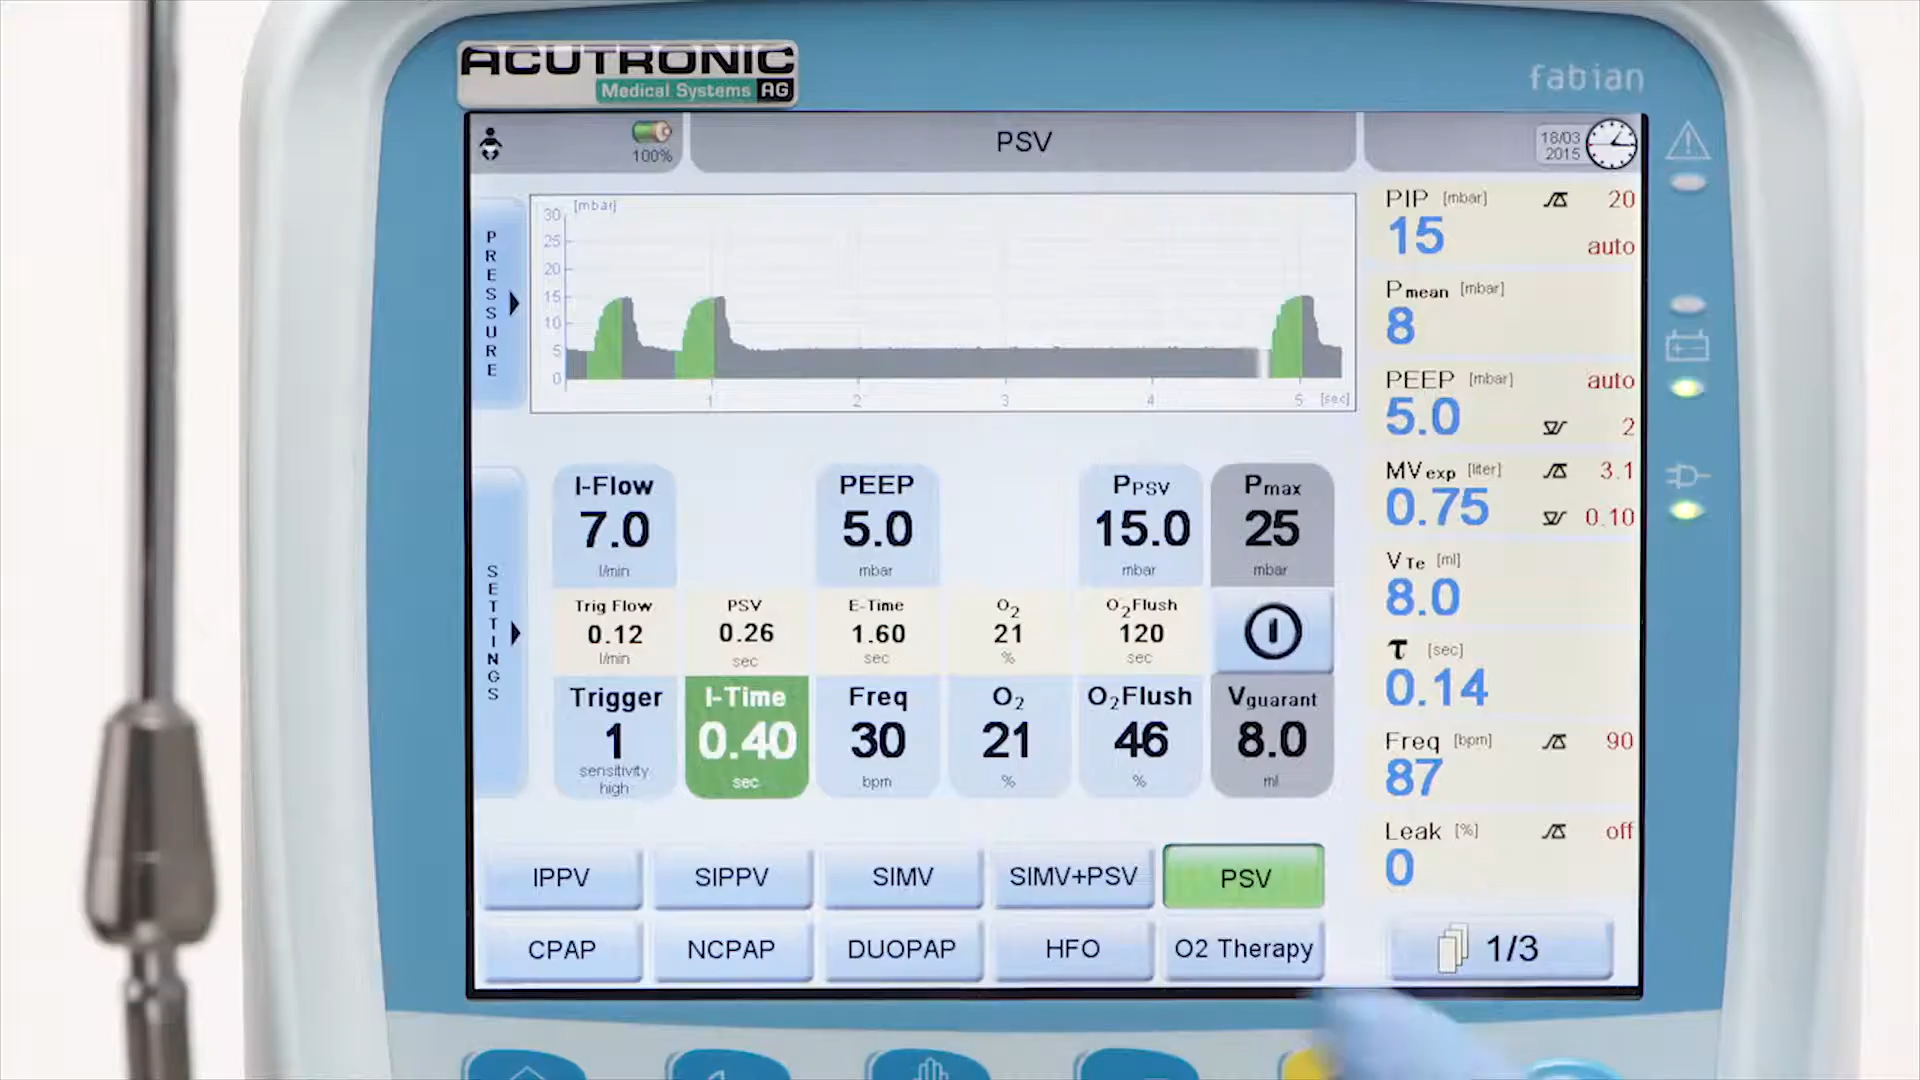 ACUTRONIC
Medical Systems AG
fabian
100%
PSV
18/03
2015
PRESSURE
[mbar]
30
25
20
15
10
5
0
1 2 3 4 5 [sec]
SETTINGS
I-Flow
7.0
l/min
PEEP
5.0
mbar
PPSV
15.0
mbar
Pmax
25
mbar
Trig Flow
0.12
l/min
PSV
0.26
sec
E-Time
1.60
sec
O2
21
%
O2Flush
120
sec
Trigger
1
sensitivity
high
I-Time
0.40
sec
Freq
30
bpm
O2
21
%
O2Flush
46
%
Vguarant
8.0
ml
IPPV SIPPV SIMV SIMV+PSV PSV
CPAP NCPAP DUOPAP HFO O2 Therapy
PIP [mbar] 20
15 auto
Pmean [mbar]
8
PEEP [mbar] auto
5.0 2
MVexp [liter] 3.1
0.75 0.10
VTe [ml]
8.0
τ [sec]
0.14
Freq [bpm] 90
87
Leak [%] off
0
1/3